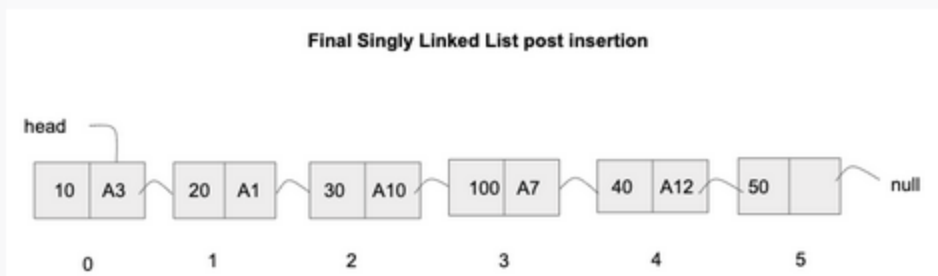 Final Singly Linked List post insertion
head
10 A3 20 A1 30 A10 100 A7 40 A12 50 null
0 1 2 3 4 5